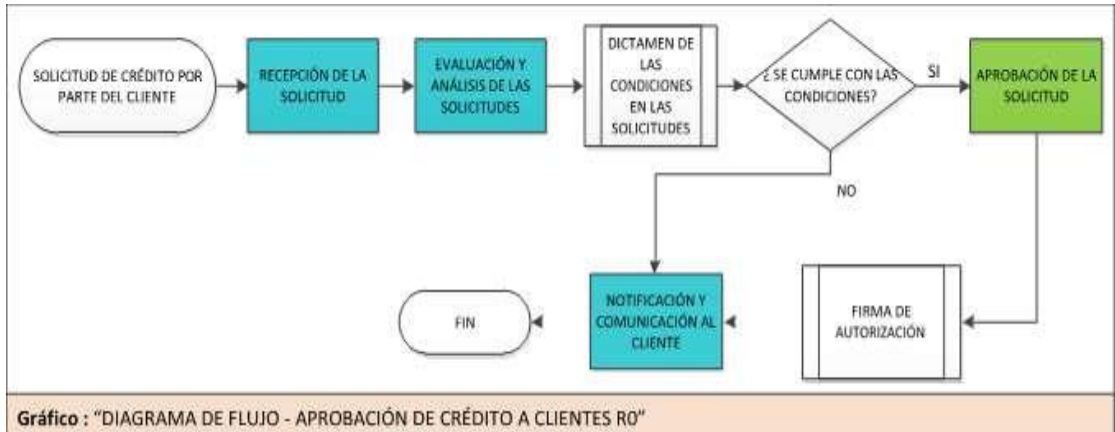 SOLICITUD DE CRÉDITO POR
PARTE DEL CLIENTE
RECEPCIÓN DE LA
SOLICITUD
EVALUACIÓN Y
ANÁLISIS DE LAS
SOLICITUDES
DICTAMEN DE
LAS
CONDICIONES
EN LAS
SOLICITUDES
¿ SE CUMPLE CON LAS
CONDICIONES?
SI
APROBACIÓN DE LA
SOLICITUD
NO
FIN
NOTIFICACIÓN Y
COMUNICACIÓN AL
CLIENTE
FIRMA DE
AUTORIZACIÓN
Gráfico : "DIAGRAMA DE FLUJO - APROBACIÓN DE CRÉDITO A CLIENTES R0"